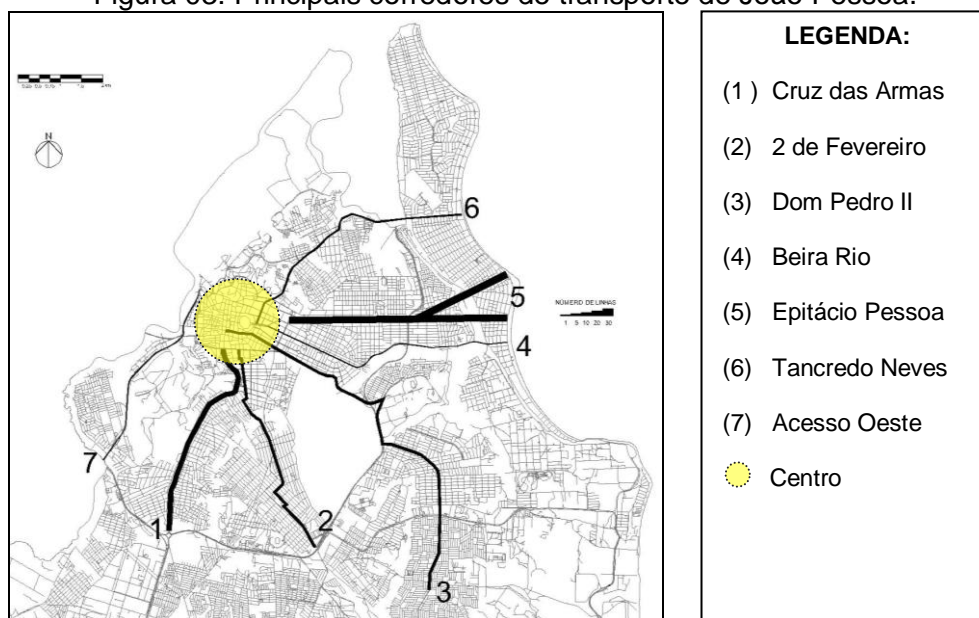 Figura 03: Principais corredores de transporte de João Pessoa.
LEGENDA:
(1 ) Cruz das Armas
(2) 2 de Fevereiro
(3) Dom Pedro II
(4) Beira Rio
(5) Epitácio Pessoa
(6) Tancredo Neves
(7) Acesso Oeste
Centro
N
6
5
NÚMERO DE LINHAS
1 5 10 20 30
4
7
1
2
3